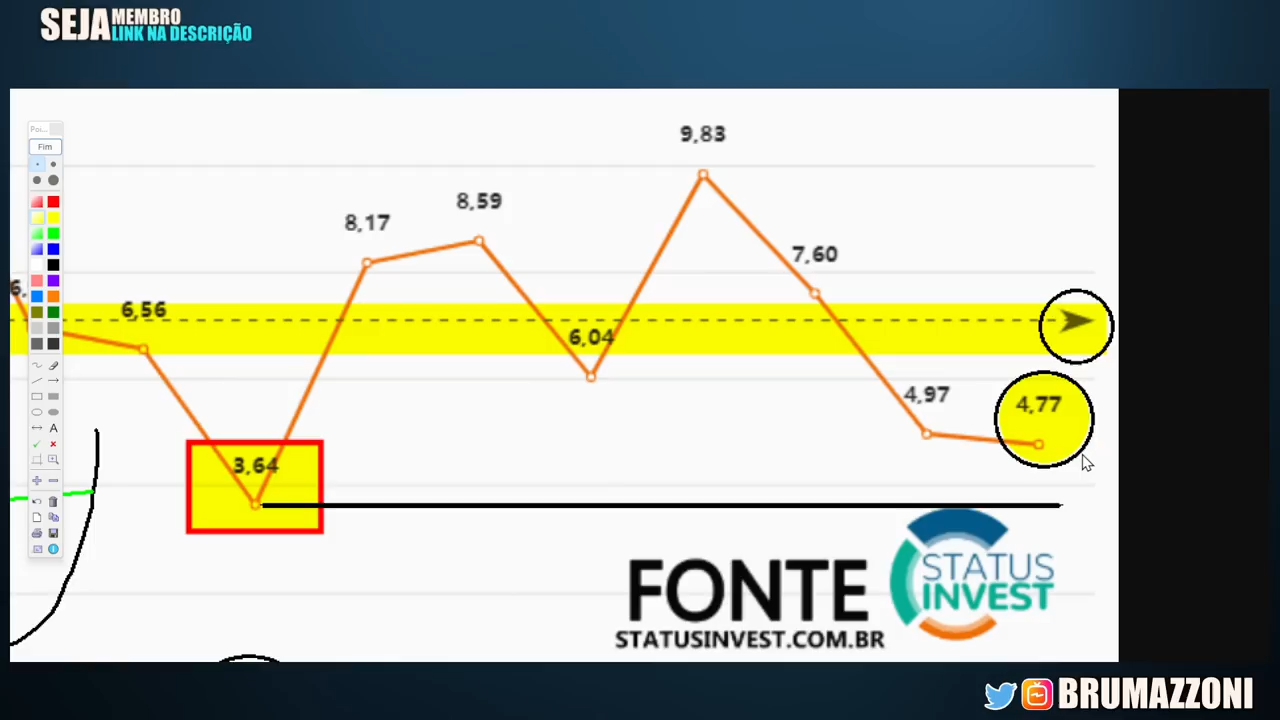 SEJA MEMBRO
LINK NA DESCRIÇÃO
Fim
9,83
8,59
8,17
7,60
6,56
6,04
4,97
4,77
3,64
A
FONTE
STATUSINVEST.COM.BR
STATUS
INVEST
BRUMAZZONI